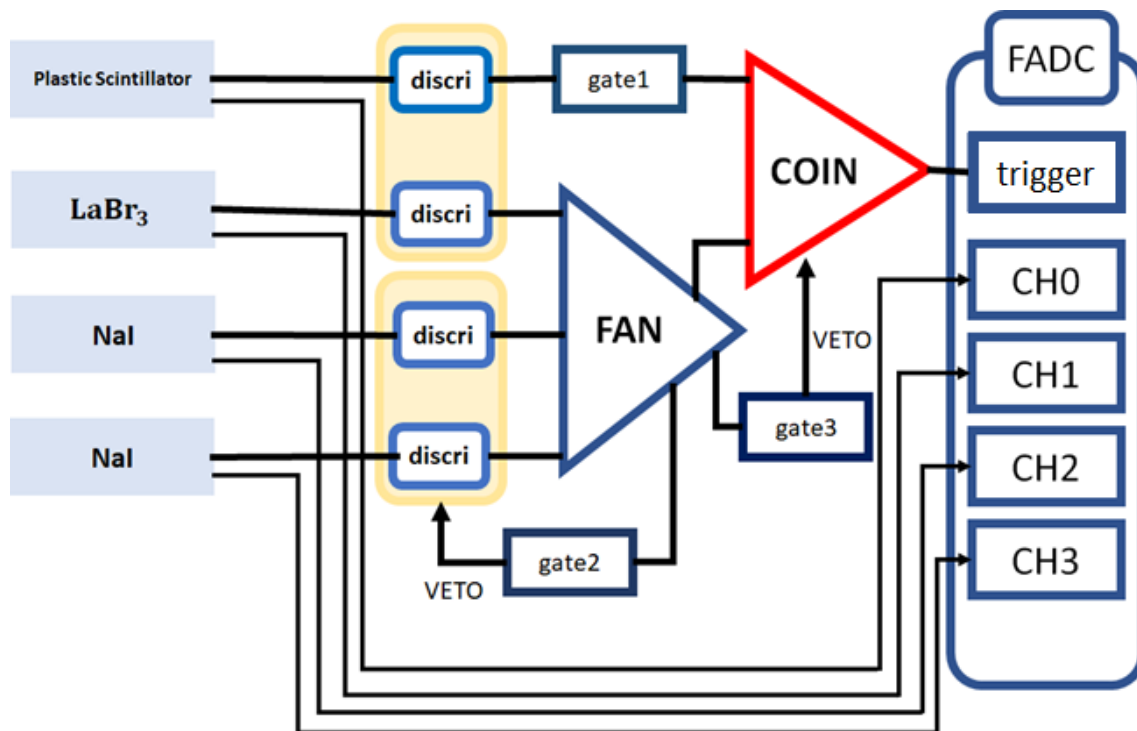 Plastic Scintillator
discri
gate1
FADC
COIN
trigger
LaBr₃
discri
CH0
NaI
discri
FAN
VETO
CH1
NaI
discri
gate3
CH2
gate2
VETO
CH3